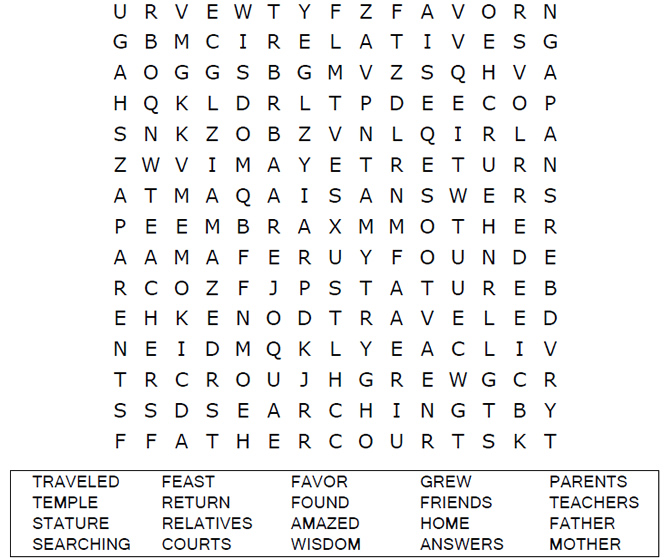 U R V E W T Y F Z F A V O R N
G B M C I R E L A T I V E S G
A O G G S B G M V Z S Q H V A
H Q K L D R L T P D E E C O P
S N K Z O B Z V N L Q I R L A
Z W V I M A Y E T R E T U R N
A T M A Q A I S A N S W E R S
P E E M B R A X M M O T H E R
A A M A F E R U Y F O U N D E
R C O Z F J P S T A T U R E B
E H K E N O D T R A V E L E D
N E I D M Q K L Y E A C L I V
T R C R O U J H G R E W G C R
S S D S E A R C H I N G T B Y
F F A T H E R C O U R T S K T
TRAVELED FEAST FAVOR GREW PARENTS
TEMPLE RETURN FOUND FRIENDS TEACHERS
STATURE RELATIVES AMAZED HOME FATHER
SEARCHING COURTS WISDOM ANSWERS MOTHER